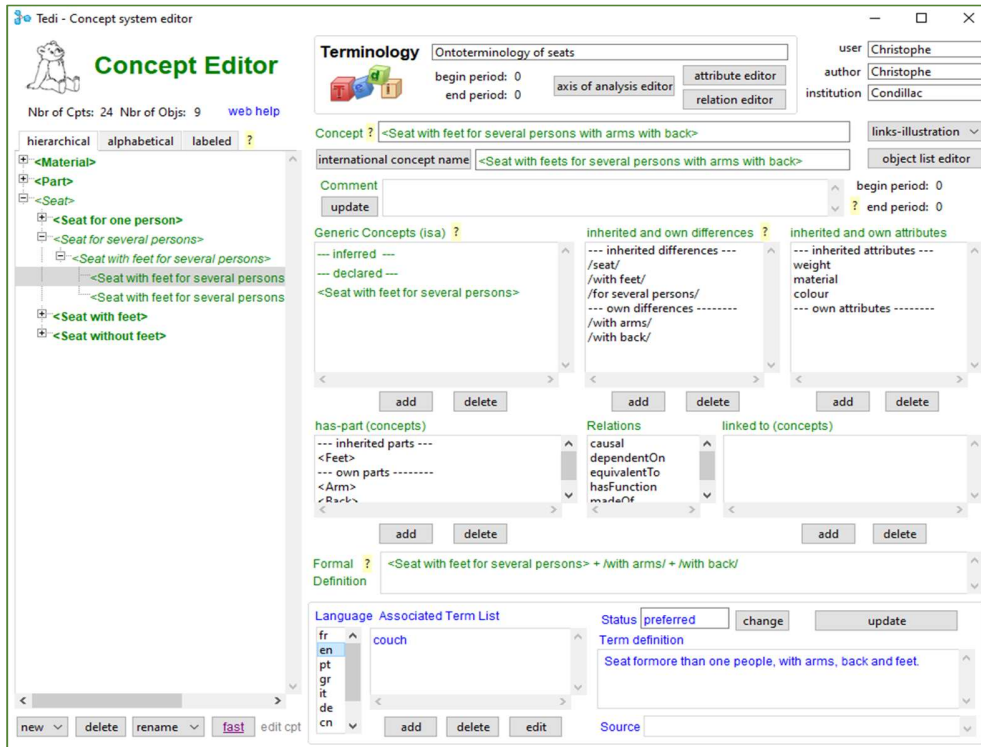 Tedi - Concept system editor
Concept Editor
Nbr of Cpts: 24 Nbr of Objs: 9 web help
hierarchical alphabetical labeled ?
<Material>
<Part>
<Seat>
<Seat for one person>
<Seat for several persons>
<Seat with feet for several persons>
<Seat with feet for several persons
<Seat with feet for several persons
<Seat with feet>
<Seat without feet>
new delete rename fast edit cpt
Terminology Ontoterminology of seats
T e d i
begin period: 0
end period: 0
axis of analysis editor
attribute editor
relation editor
user Christophe
author Christophe
institution Condillac
Concept ? <Seat with feet for several persons with arms with back>
links-illustration
international concept name <Seat with feets for several persons with arms with back>
object list editor
Comment
update
begin period: 0
? end period: 0
Generic Concepts (isa) ?
--- inferred ---
--- declared ---
<Seat with feet for several persons>
add delete
inherited and own differences ?
--- inherited differences ---
/seat/
/with feet/
/for several persons/
--- own differences --------
/with arms/
/with back/
add delete
inherited and own attributes
--- inherited attributes ---
weight
material
colour
--- own attributes --------
add delete
has-part (concepts)
--- inherited parts ---
<Feet>
--- own parts --------
<Arm>
<Back>
add delete
Relations
causal
dependentOn
equivalentTo
hasFunction
madeOf
linked to (concepts)
add delete
Formal ?
Definition
<Seat with feet for several persons> + /with arms/ + /with back/
Language Associated Term List
fr
en
pt
gr
it
de
cn
couch
add delete edit
Status preferred change update
Term definition
Seat formore than one people, with arms, back and feet.
Source